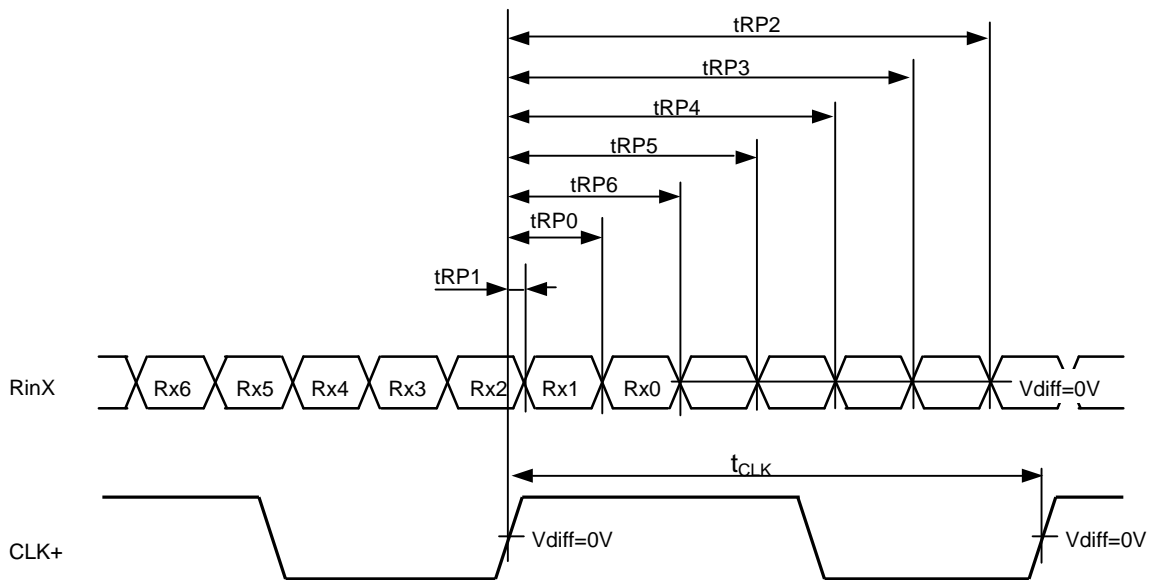 tRP2
tRP3
tRP4
tRP5
tRP6
tRP0
tRP1
RinX Rx6 Rx5 Rx4 Rx3 Rx2 Rx1 Rx0 Vdiff=0V
tCLK
CLK+ Vdiff=0V Vdiff=0V